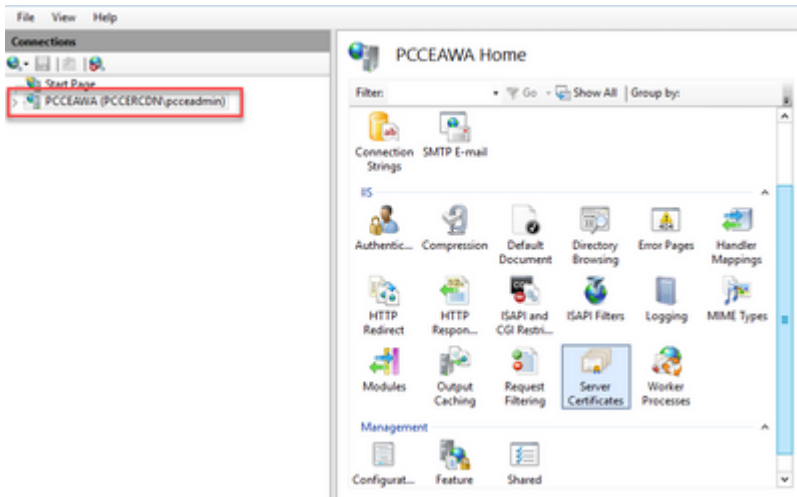 File View Help
Connections
Start Page
PCCEAWA (PCCERCDN\pcceadmin)
PCCEAWA Home
Filter: Go Show All Group by:
Connection Strings
SMTP E-mail
IIS
Authentic... Compression Default Document Directory Browsing Error Pages Handler Mappings
HTTP Redirect HTTP Respon... ISAPI and CGI Restri... ISAPI Filters Logging MIME Types
Modules Output Caching Request Filtering Server Certificates Worker Processes
Management
Configurat... Feature Shared